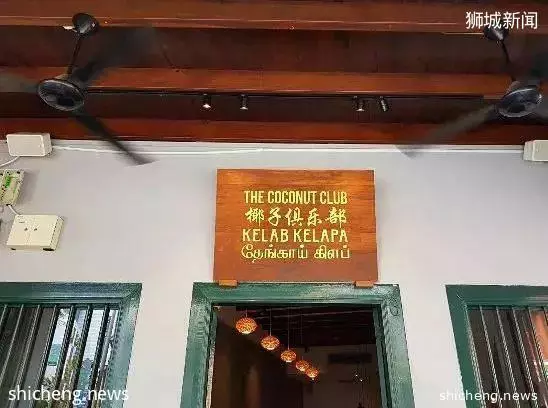 狮城新闻
THE COCONUT CLUB
椰子俱乐部
KELAB KELAPA
தேங்காய் கிளப்
shicheng.news
shicheng.news